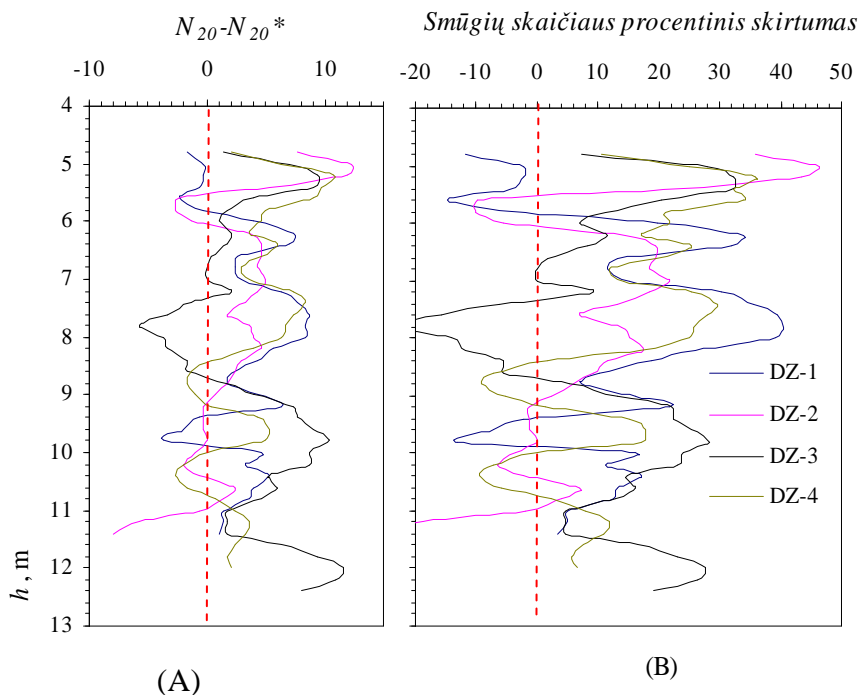 N20-N20*
Smūgių skaičiaus procentinis skirtumas
-10 0 10
-20 -10 0 10 20 30 40 50
4
5
6
7
8
9
10
11
12
13
h, m
DZ-1
DZ-2
DZ-3
DZ-4
(A)
(B)